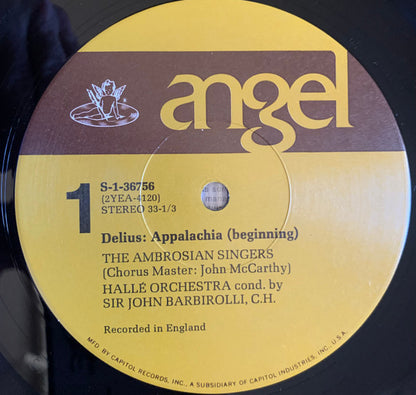 angel
1
S-1-36756
(2YEA-4120)
STEREO 33-1/3
Delius: Appalachia (beginning)
THE AMBROSIAN SINGERS
(Chorus Master: John McCarthy)
HALLÉ ORCHESTRA cond. by
SIR JOHN BARBIROLLI, C.H.
Recorded in England
MFD. BY CAPITOL RECORDS, INC., A SUBSIDIARY OF CAPITOL INDUSTRIES, INC., U.S.A.